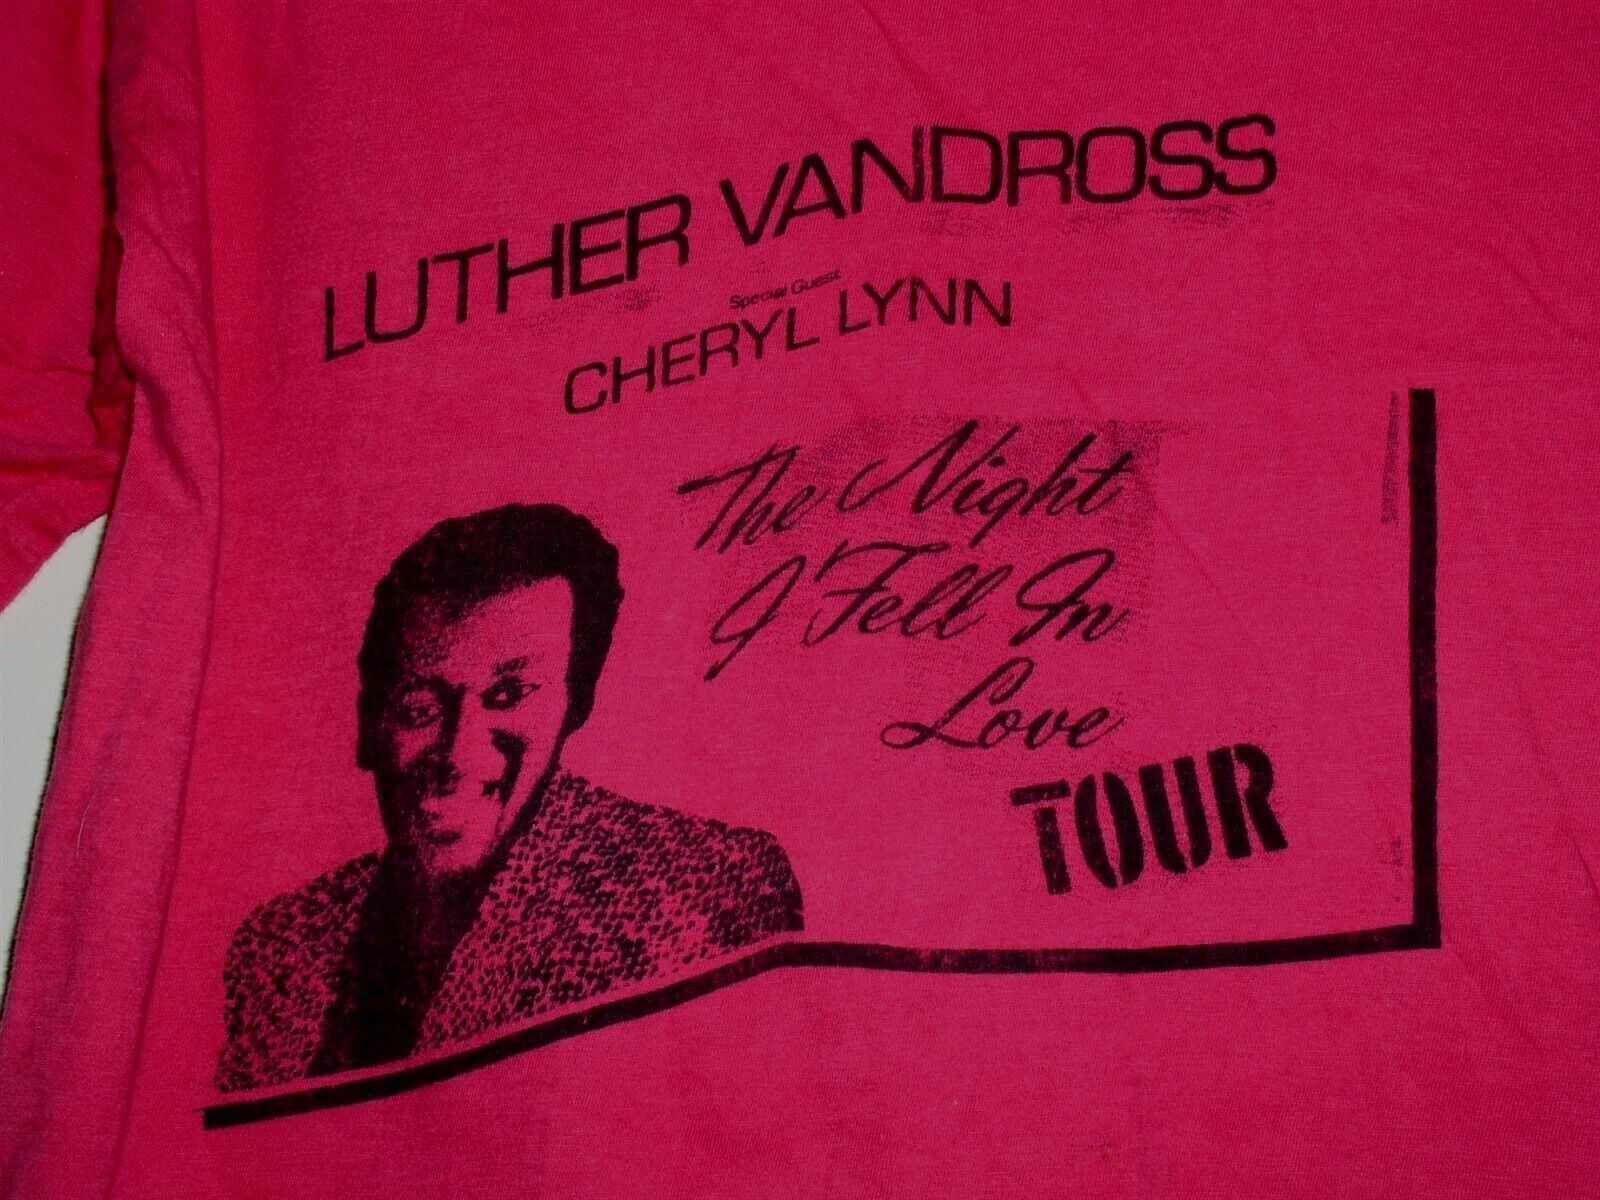 LUTHER VANDROSS
Special Guest
CHERYL LYNN
The Night
I Fell In
Love
TOUR